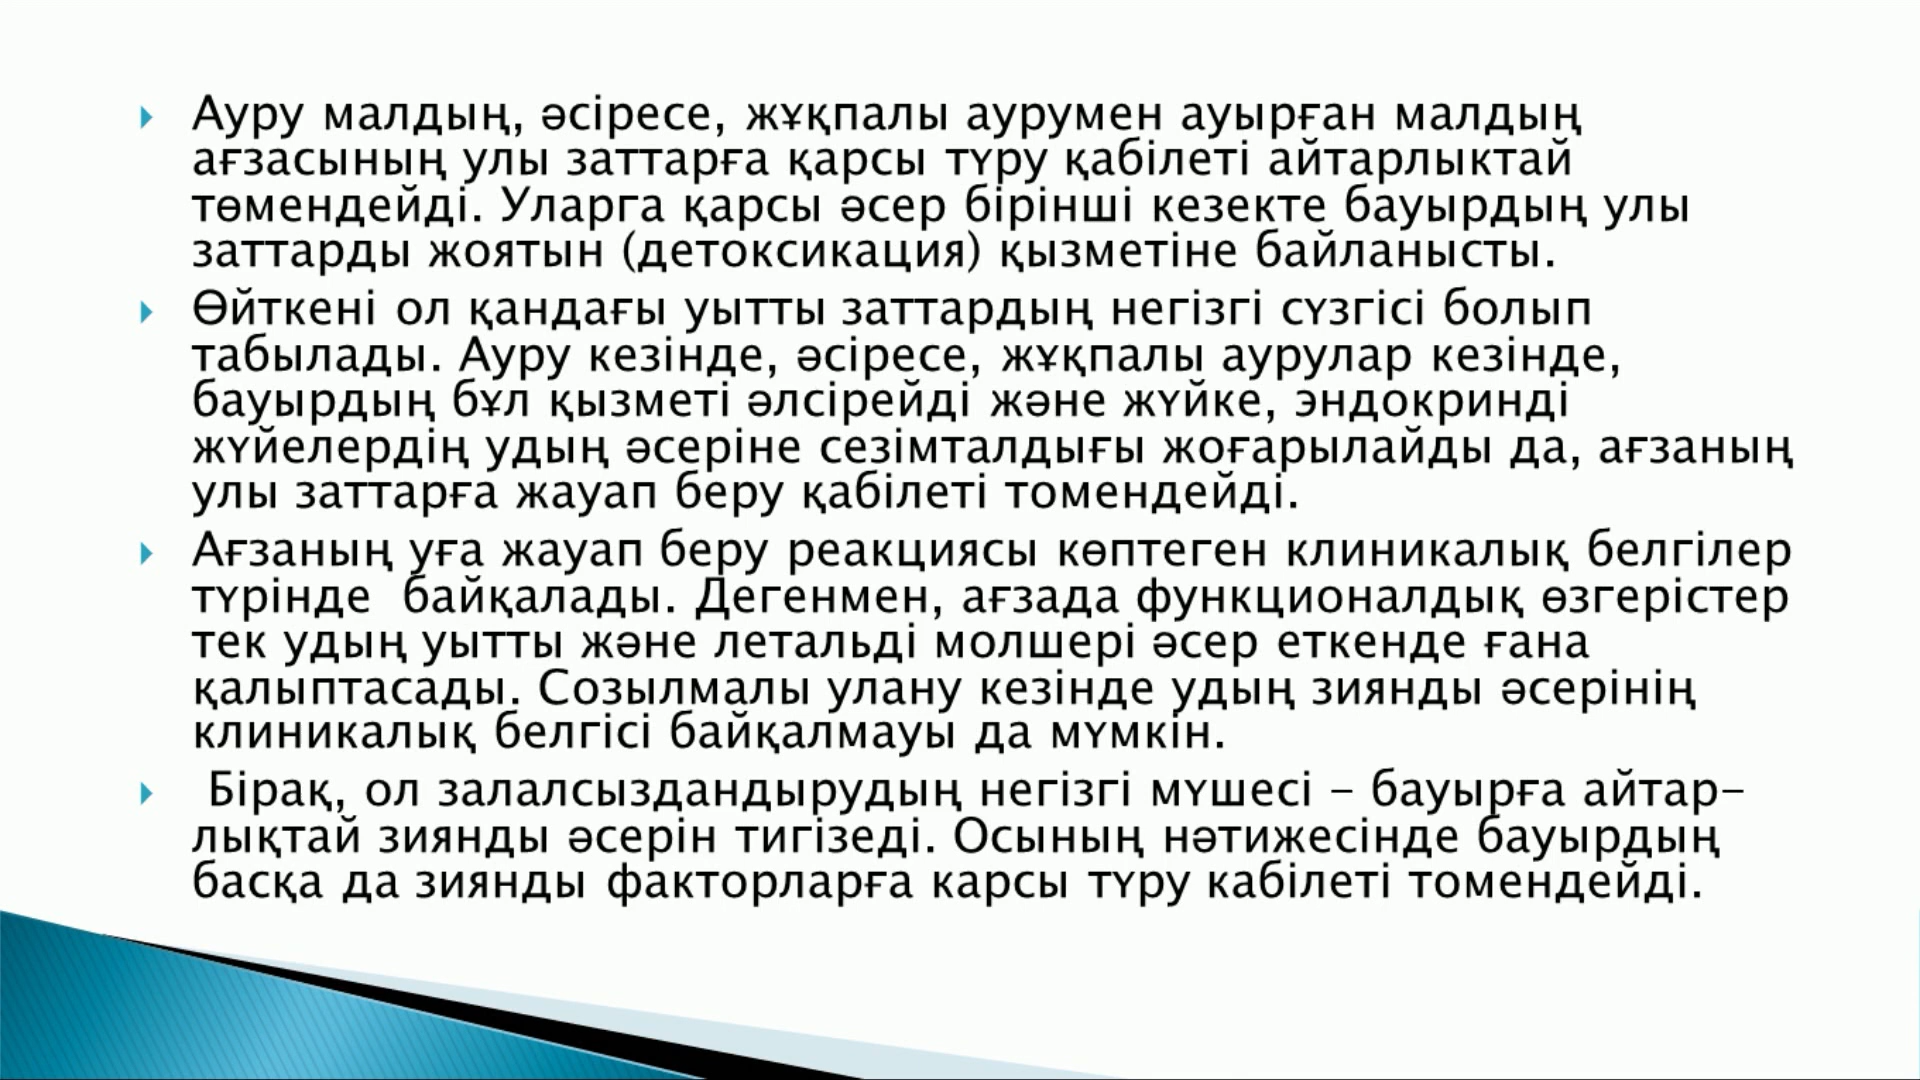 Ауру малдың, әсіресе, жұқпалы аурумен ауырған малдың
ағзасының улы заттарға қарсы тұру қабілеті айтарлыктай
төмендейді. Уларга қарсы әсер бірінші кезекте бауырдың улы
заттарды жоятын (детоксикация) қызметіне байланысты.
Өйткені ол қандағы уытты заттардың негізгі сүзгісі болып
табылады. Ауру кезінде, әсіресе, жұқпалы аурулар кезінде,
бауырдың бұл қызметі әлсірейді және жүйке, эндокринді
жүйелердің удың әсеріне сезімталдығы жоғарылайды да, ағзаның
улы заттарға жауап беру қабілеті томендейді.
Ағзаның уға жауап беру реакциясы көптеген клиникалық белгілер
түрінде  байқалады. Дегенмен, ағзада функционалдық өзгерістер
тек удың уытты және летальді молшері әсер еткенде ғана
қалыптасады. Созылмалы улану кезінде удың зиянды әсерінің
клиникалық белгісі байқалмауы да мүмкін.
Бірақ, ол залалсыздандырудың негізгі мүшесі – бауырға айтар-
лықтай зиянды әсерін тигізеді. Осының нәтижесінде бауырдың
басқа да зиянды факторларға карсы түру кабілеті томендейді.